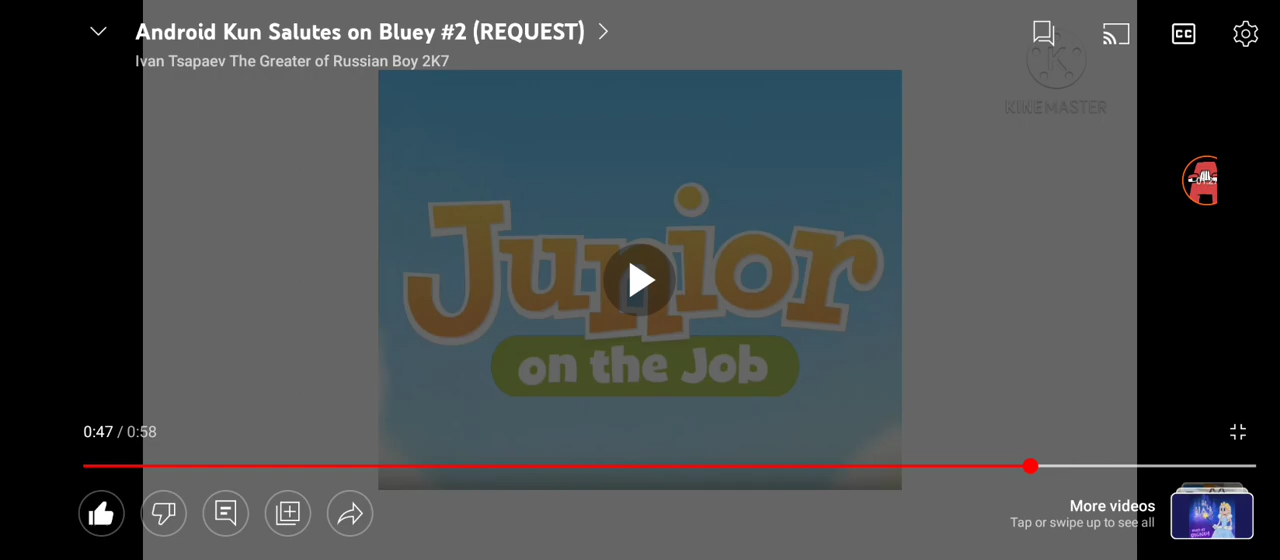 Android Kun Salutes on Bluey #2 (REQUEST)
Ivan Tsapaev The Greater of Russian Boy 2K7
CC
K
KINEMASTER
Junior
on the Job
0:47 / 0:58
More videos
Tap or swipe up to see all